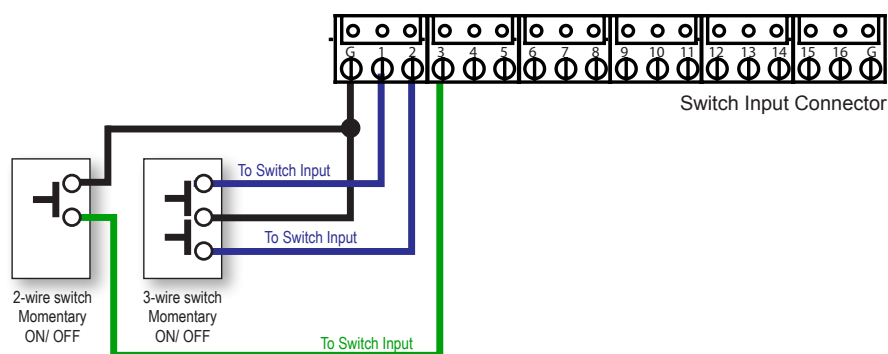 G 1 2 3 4 5 6 7 8 9 10 11 12 13 14 15 16 G
Switch Input Connector
To Switch Input
To Switch Input
2-wire switch
Momentary
ON/ OFF
3-wire switch
Momentary
ON/ OFF
To Switch Input